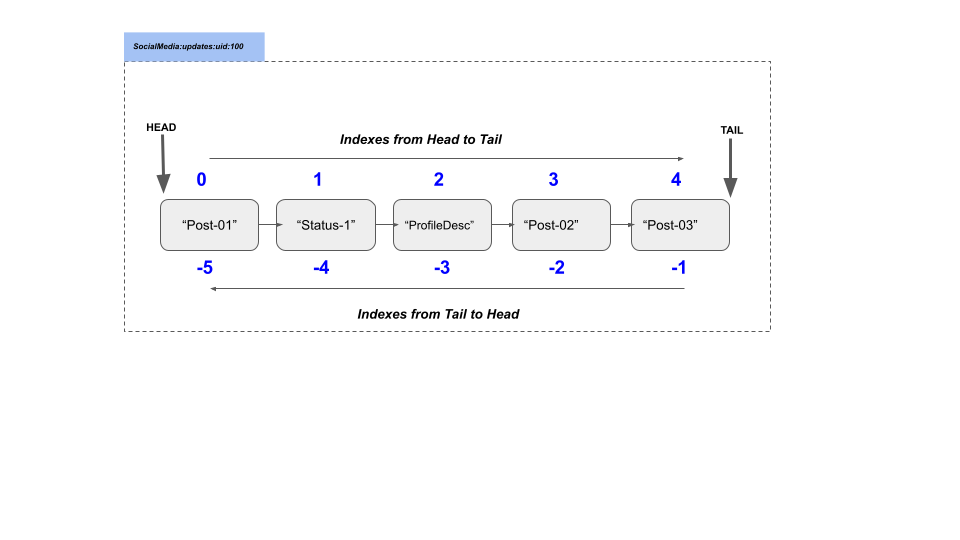 SocialMedia:updates:uid:100
HEAD
TAIL
Indexes from Head to Tail
0 1 2 3 4
“Post-01” “Status-1” “ProfileDesc” “Post-02” “Post-03”
-5 -4 -3 -2 -1
Indexes from Tail to Head